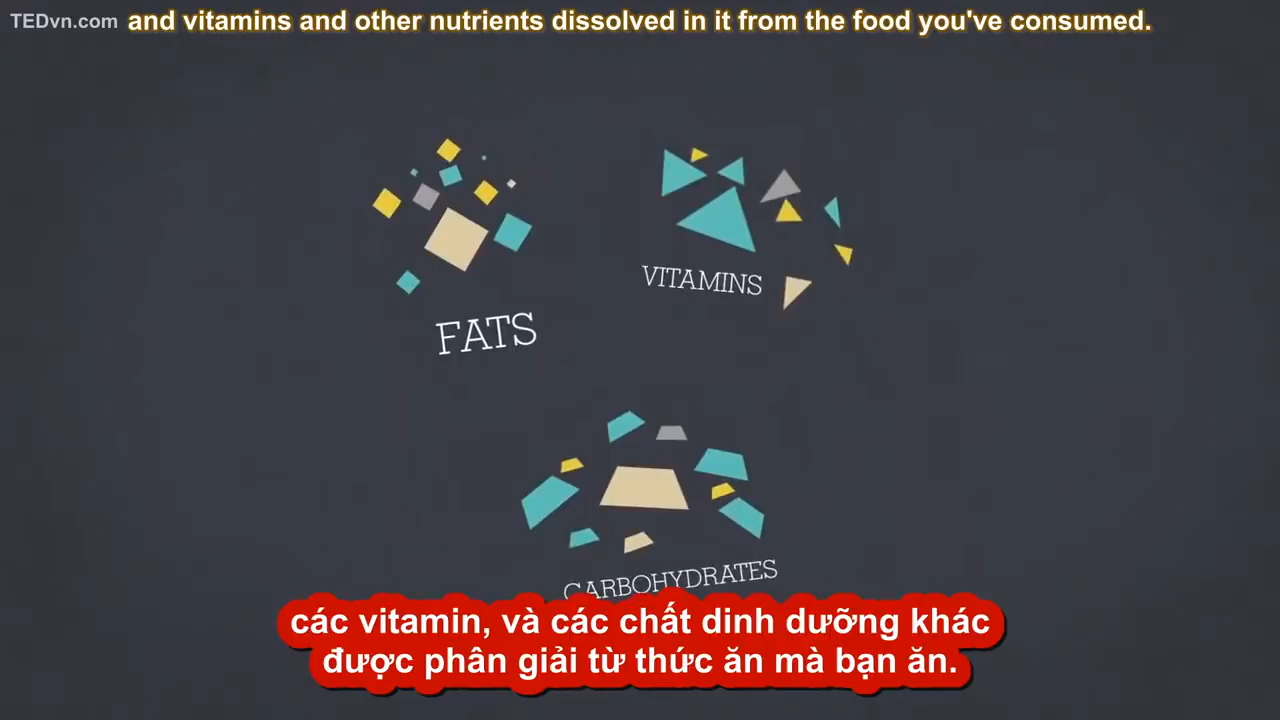 TEDvn.com
and vitamins and other nutrients dissolved in it from the food you've consumed.
VITAMINS
FATS
CARBOHYDRATES
các vitamin, và các chất dinh dưỡng khác
được phân giải từ thức ăn mà bạn ăn.